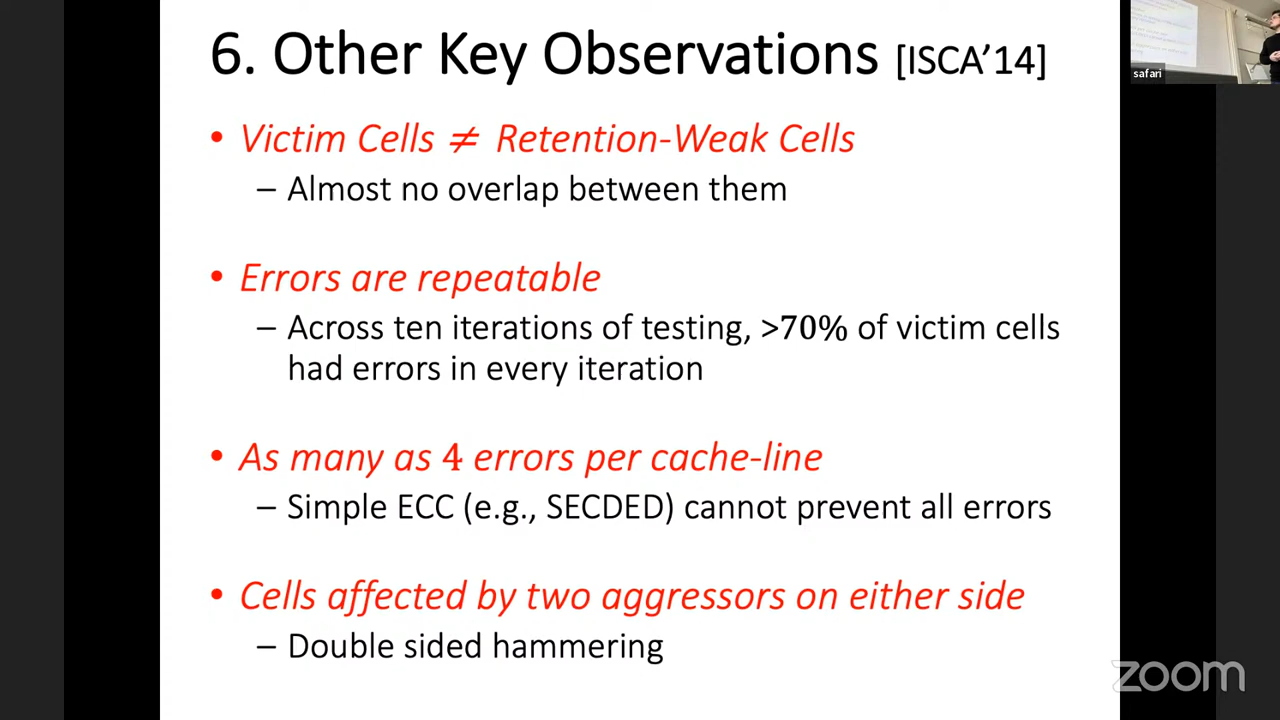 6. Other Key Observations [ISCA’14]
• Victim Cells ≠ Retention-Weak Cells
– Almost no overlap between them
• Errors are repeatable
– Across ten iterations of testing, >70% of victim cells
had errors in every iteration
• As many as 4 errors per cache-line
– Simple ECC (e.g., SECDED) cannot prevent all errors
• Cells affected by two aggressors on either side
– Double sided hammering
safari
zoom